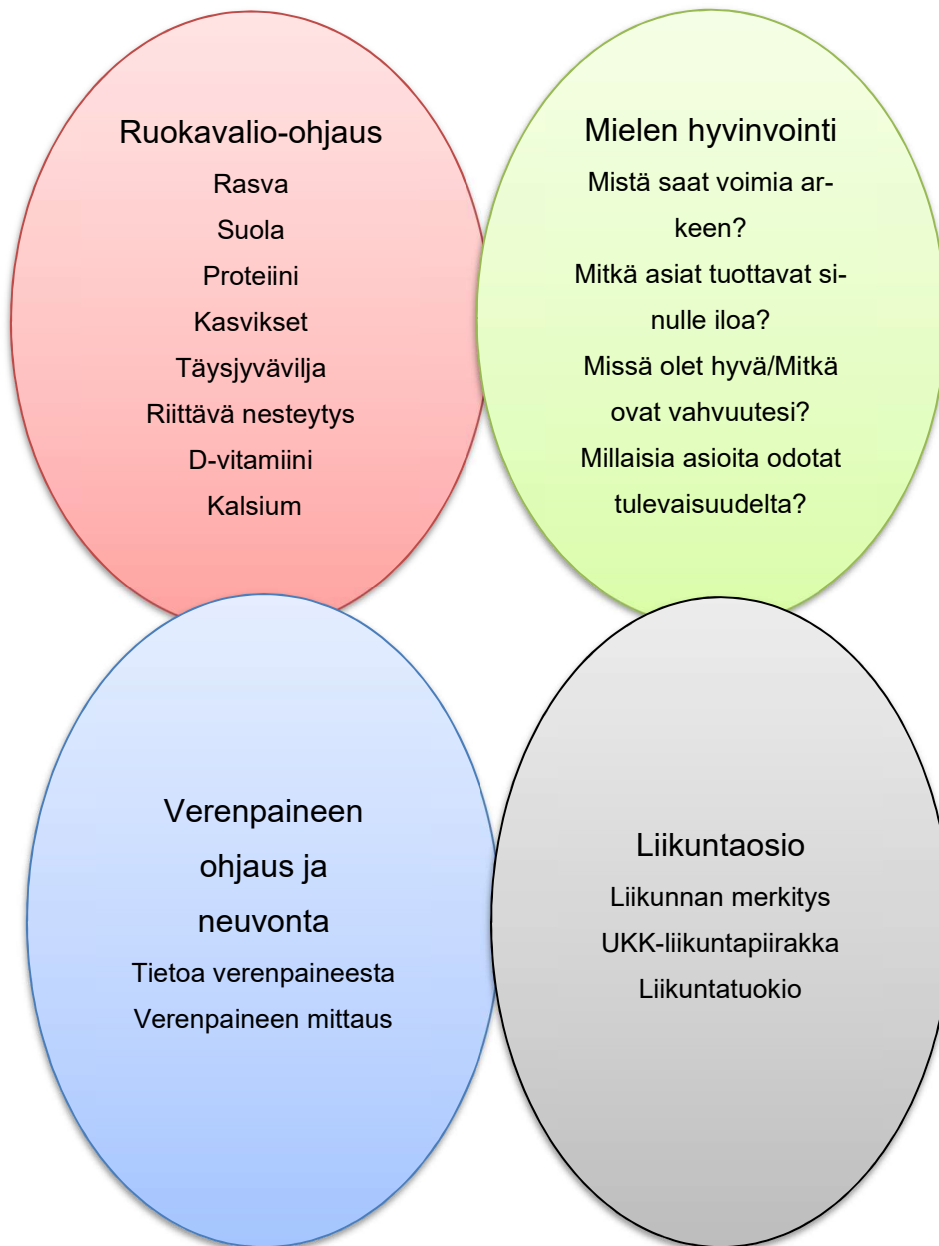 Ruokavalio-ohjaus
Rasva
Suola
Proteiini
Kasvikset
Täysjyvävilja
Riittävä nesteytys
D-vitamiini
Kalsium
Mielen hyvinvointi
Mistä saat voimia ar-
keen?
Mitkä asiat tuottavat si-
nulle iloa?
Missä olet hyvä/Mitkä
ovat vahvuutesi?
Millaisia asioita odotat
tulevaisuudelta?
Verenpaineen
ohjaus ja
neuvonta
Tietoa verenpaineesta
Verenpaineen mittaus
Liikuntaosio
Liikunnan merkitys
UKK-liikuntapiirakka
Liikuntatuokio